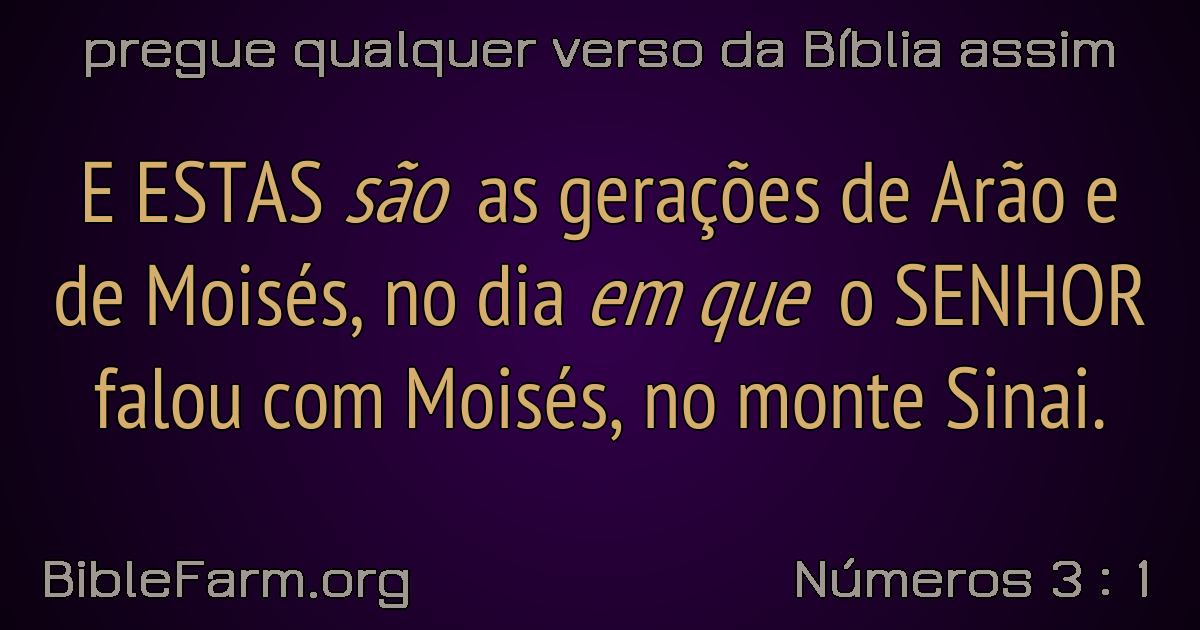 pregue qualquer verso da Bíblia assim
E ESTAS são as gerações de Arão e
de Moisés, no dia em que o SENHOR
falou com Moisés, no monte Sinai.
BibleFarm.org
Números 3 : 1